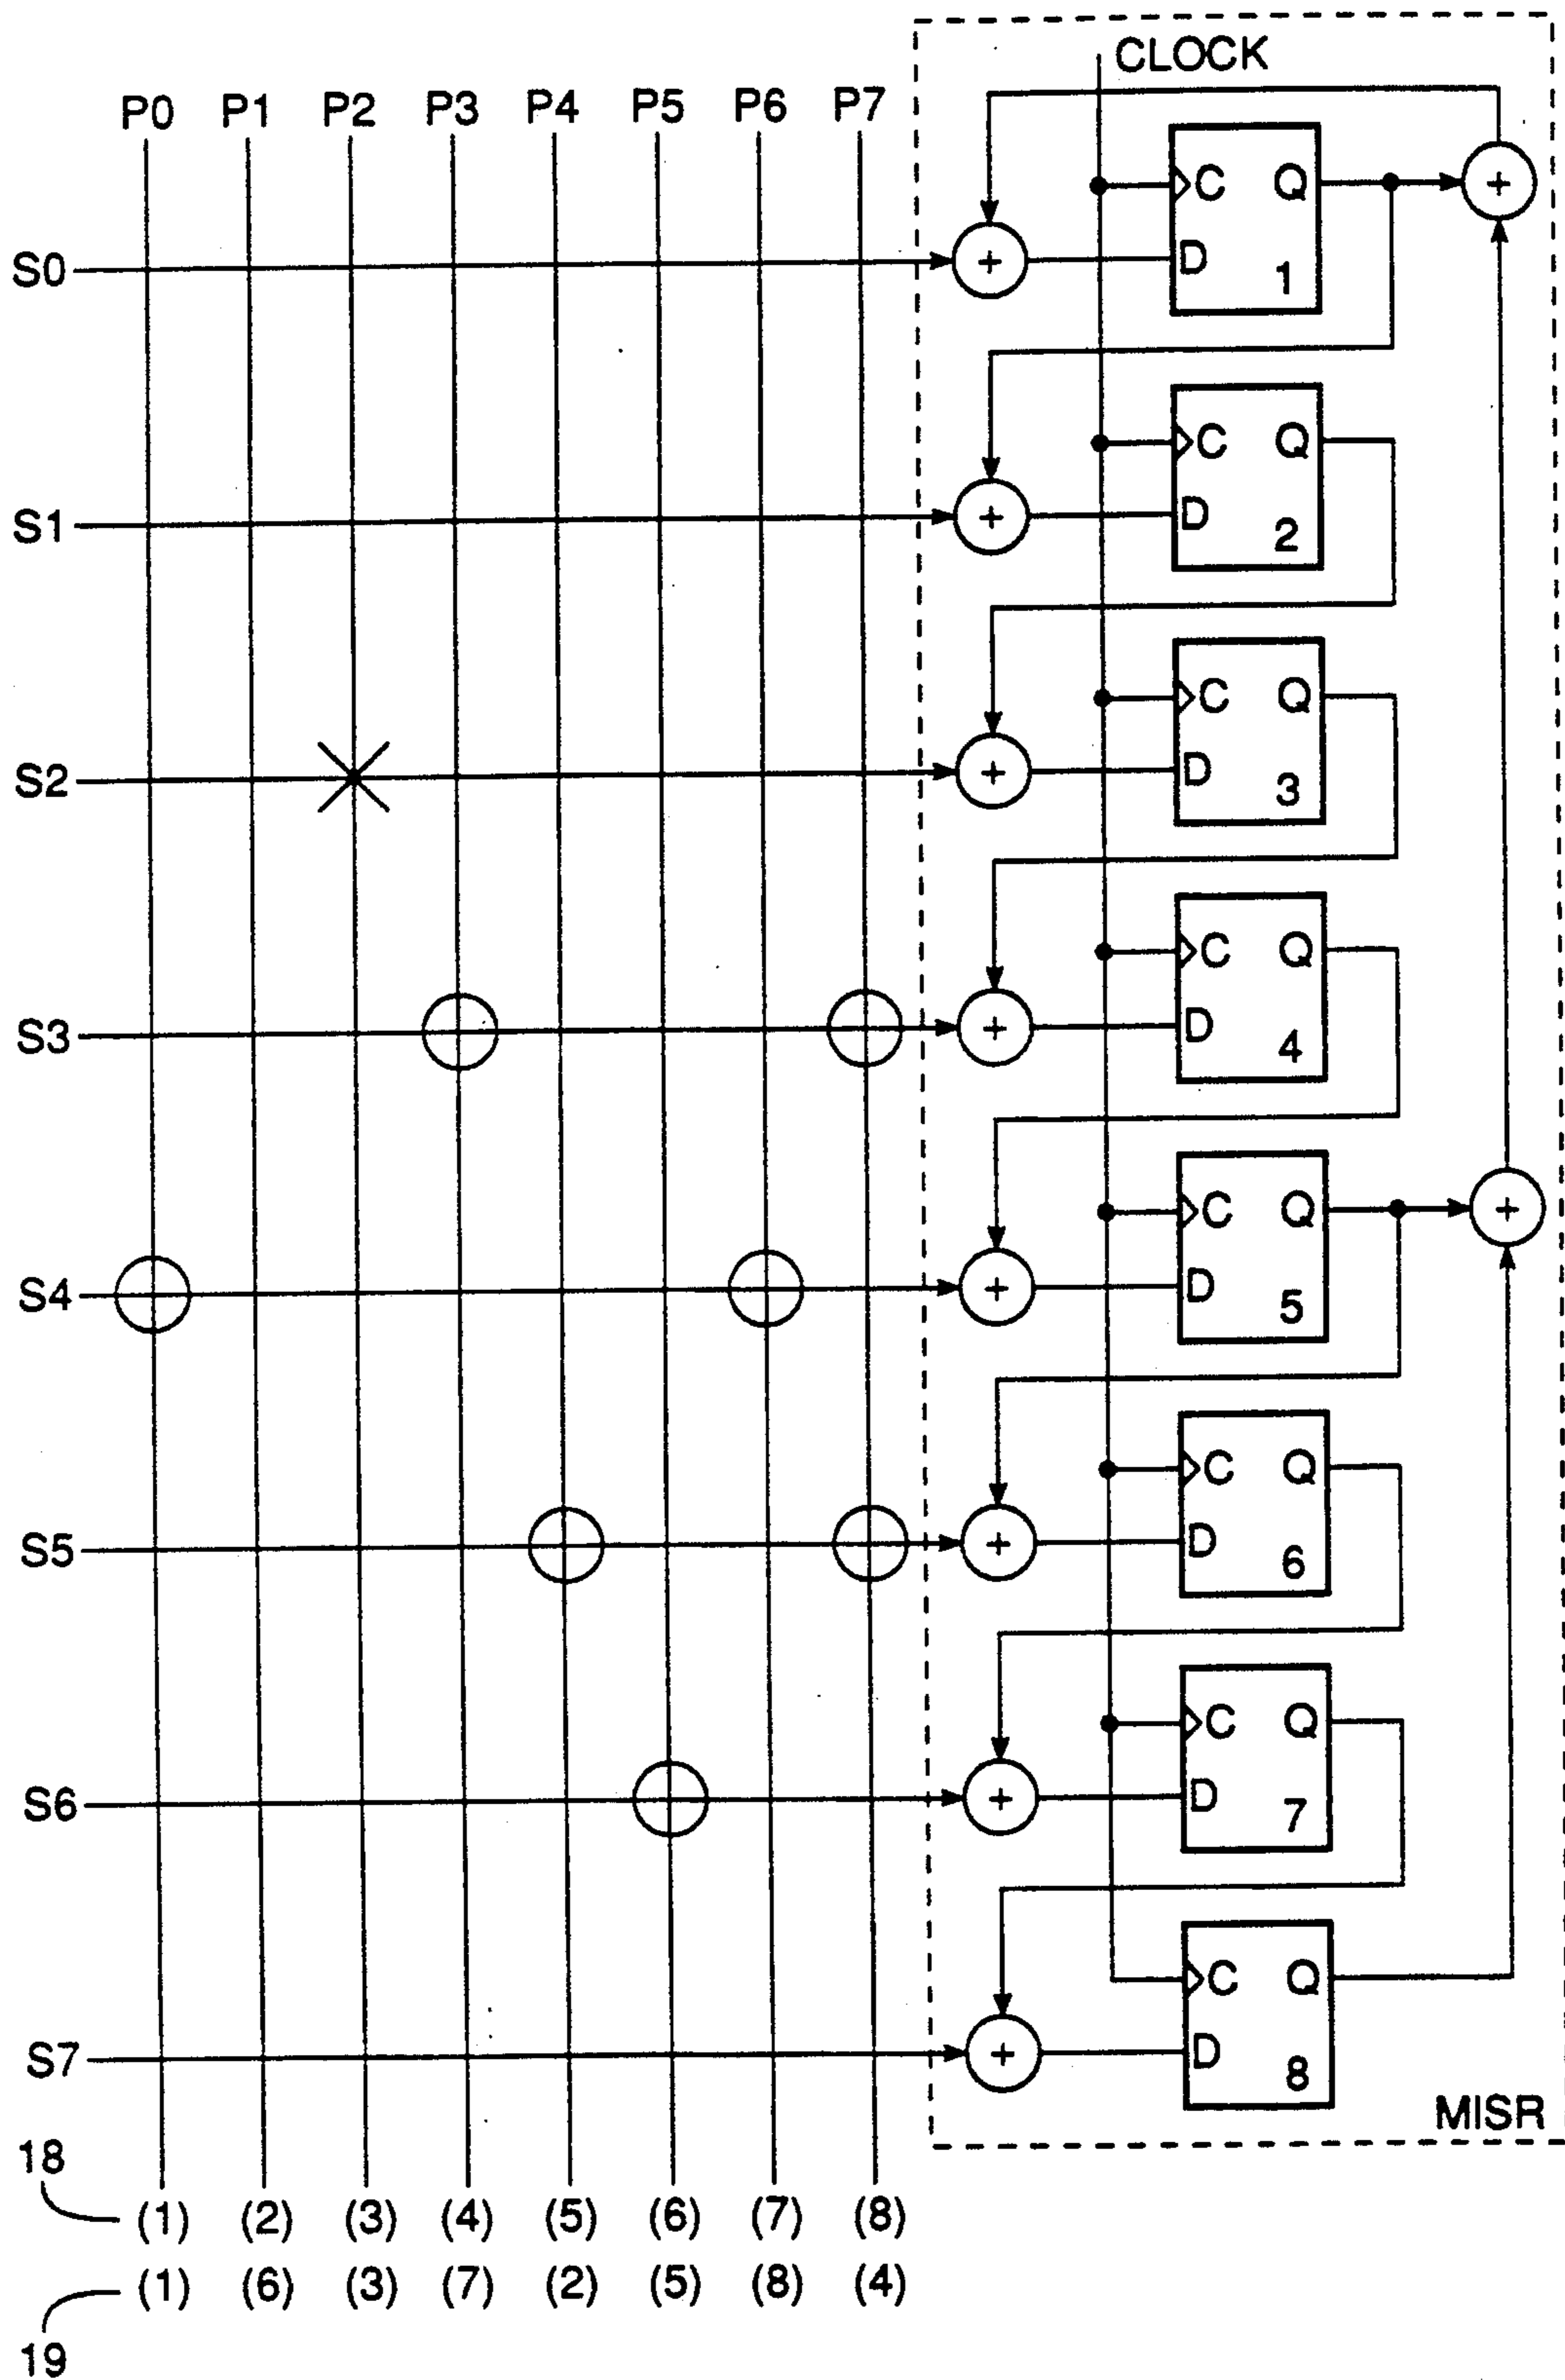 CLOCK
P0 P1 P2 P3 P4 P5 P6 P7
C Q
S0 + D 1 +
C Q
S1 + D 2
C Q
S2 + D 3
C Q
S3 + D 4
C Q +
S4 + D 5
C Q
S5 + D 6
C Q
S6 + D 7
C Q
S7 + D 8
MISR
18 (1) (2) (3) (4) (5) (6) (7) (8)
(1) (6) (3) (7) (2) (5) (8) (4)
19